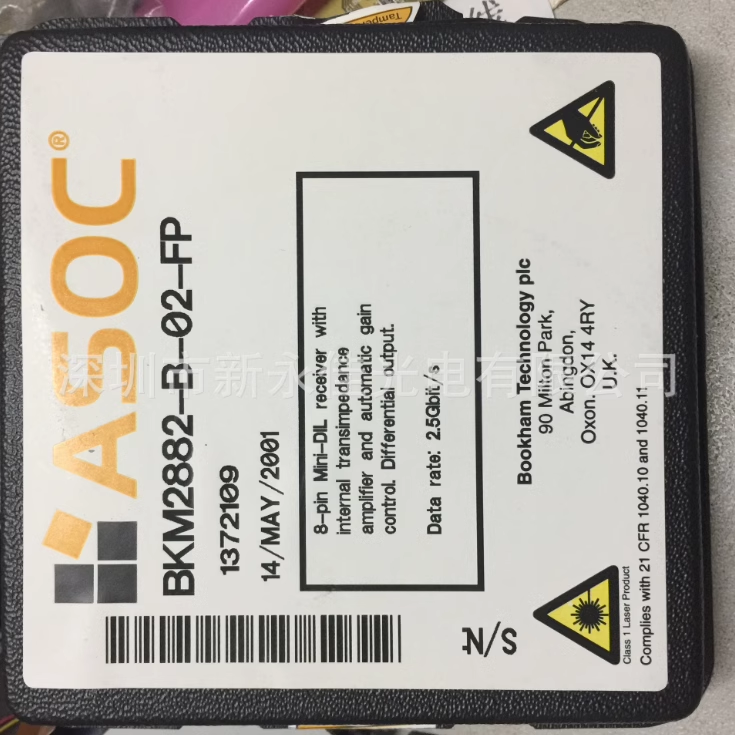 ASOC®
BKM2882-B-02-FP
1372109
14/MAY/2001
8-pin Mini-DIL receiver with
internal transimpedance
amplifier and automatic gain
control. Differential output.
Data rate: 2.5Gbit/s
S/N
Bookham Technology plc
90 Milton Park,
Abingdon,
Oxon. OX14 4RY
U.K.
Class 1 Laser Product
Complies with 21 CFR 1040.10 and 1040.11
深圳市新永佳光电有限公司